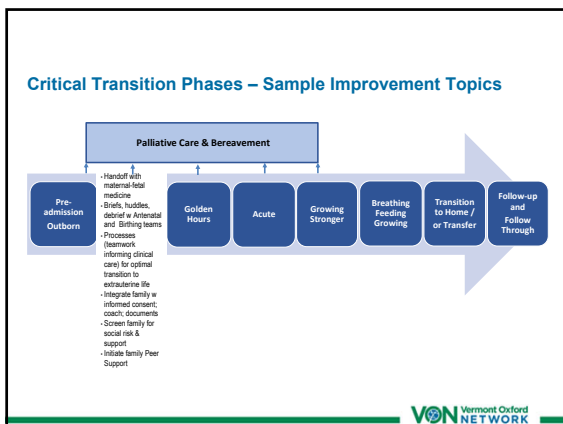 Critical Transition Phases – Sample Improvement Topics
Palliative Care & Bereavement
Pre-
admission
Outborn
• Handoff with
maternal-fetal
medicine
• Briefs, huddles,
debrief w Antenatal
and Birthing teams
• Processes
(teamwork
informing clinical
care) for optimal
transition to
extrauterine life
• Integrate family w
informed consent;
coach; documents
• Screen family for
social risk &
support
• Initiate family Peer
Support
Golden
Hours
Acute
Growing
Stronger
Breathing
Feeding
Growing
Transition
to Home /
or Transfer
Follow-up
and
Follow
Through
VON Vermont Oxford
NETWORK